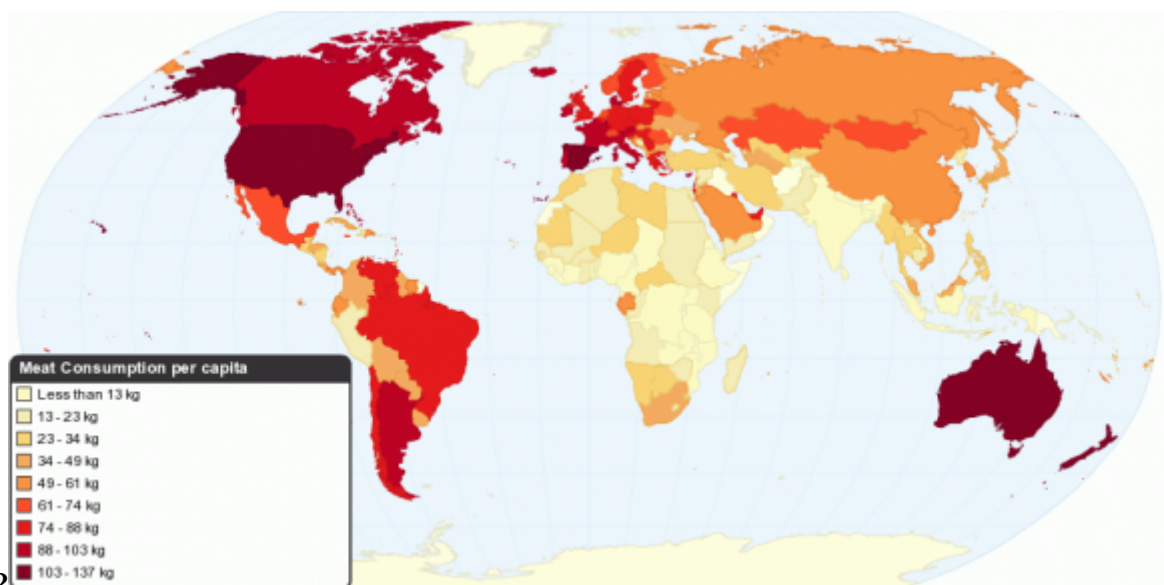 Meat Consumption per capita
Less than 13 kg
13 - 23 kg
23 - 34 kg
34 - 49 kg
49 - 61 kg
61 - 74 kg
74 - 88 kg
88 - 103 kg
103 - 137 kg
2